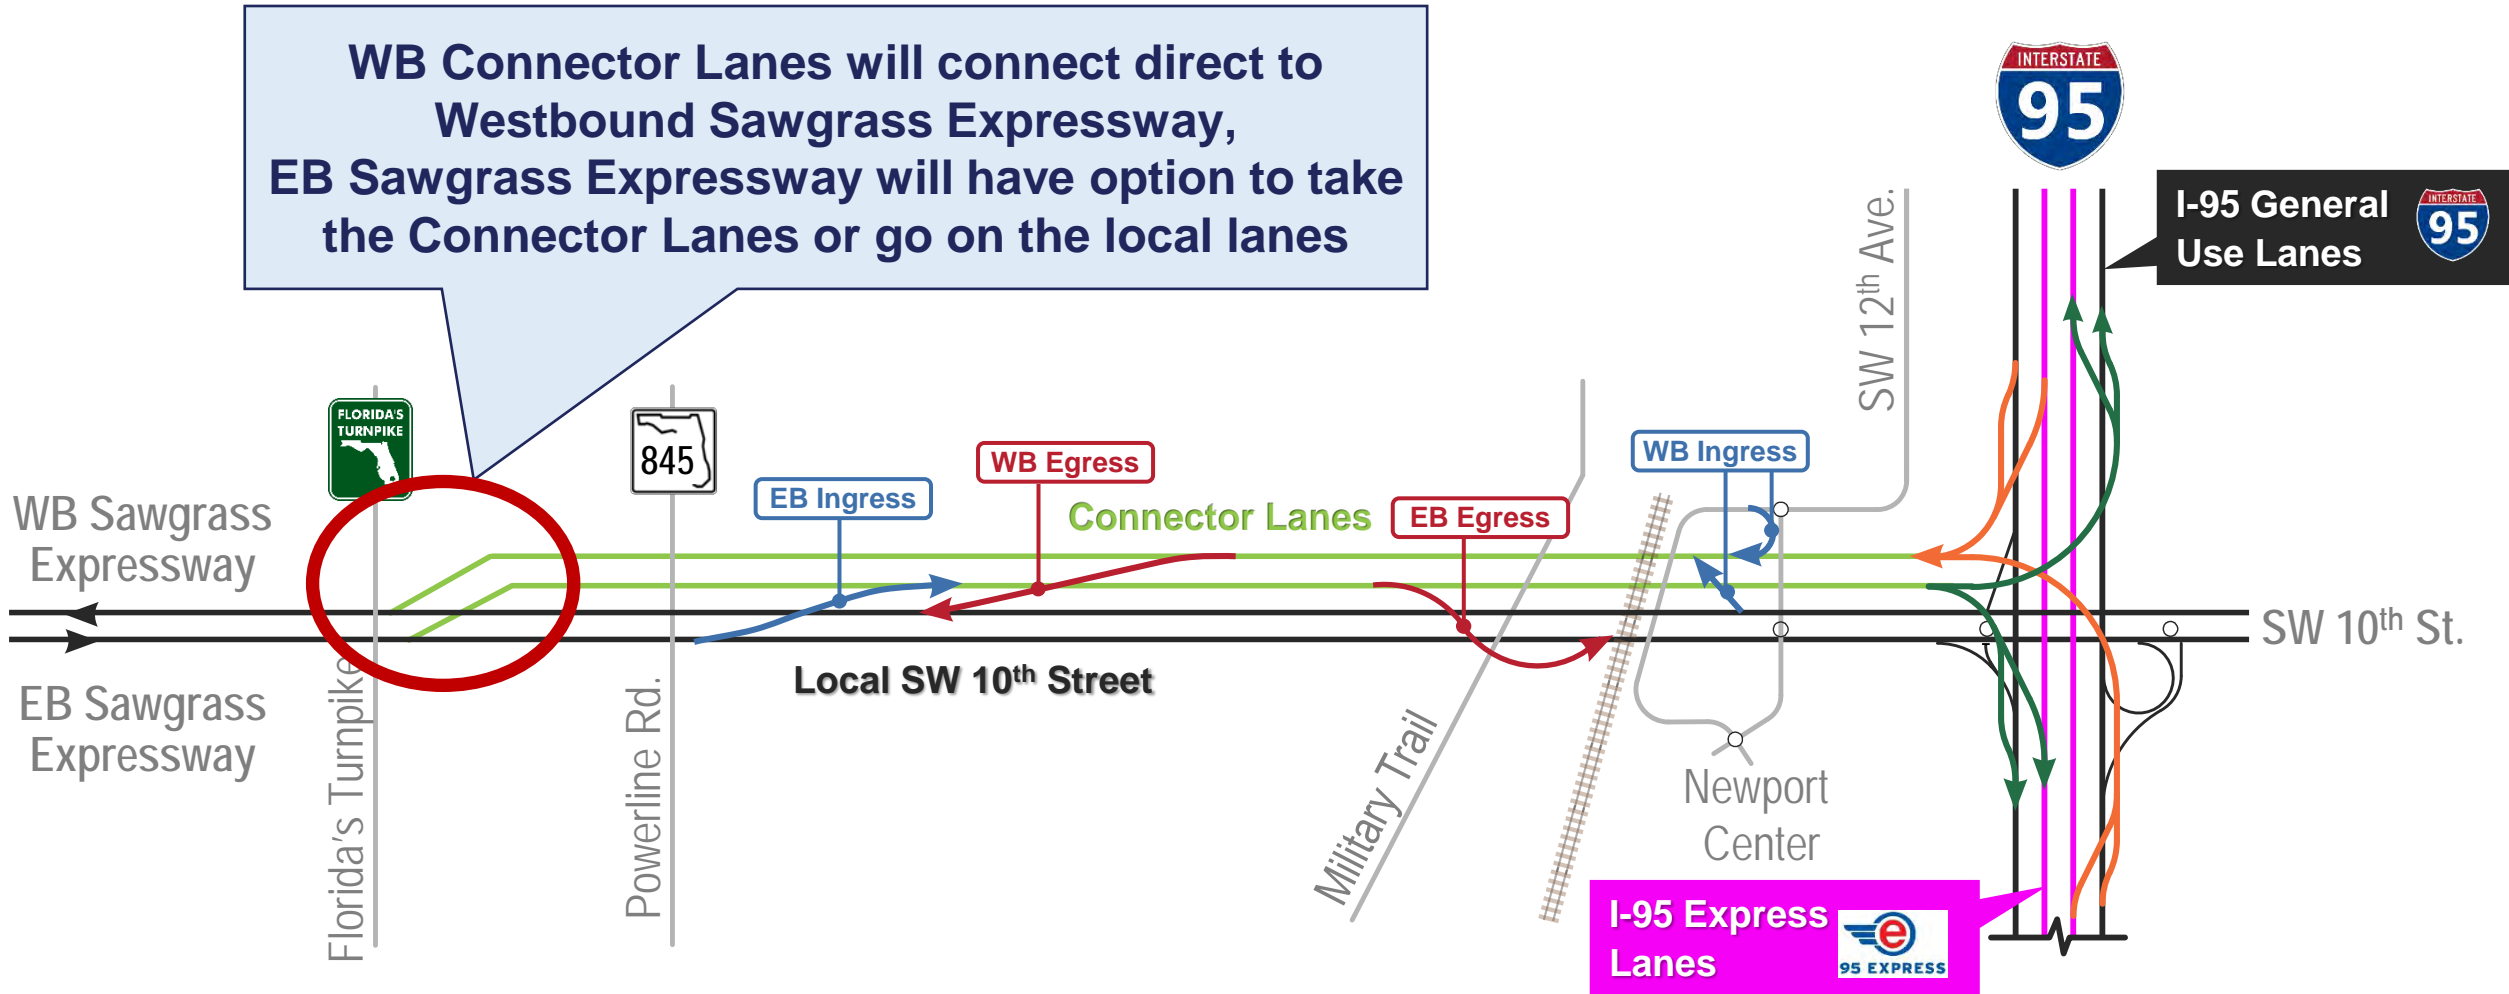 WB Connector Lanes will connect direct to
Westbound Sawgrass Expressway,
EB Sawgrass Expressway will have option to take
the Connector Lanes or go on the local lanes
INTERSTATE
95
I-95 General
Use Lanes
INTERSTATE
95
SW 12th Ave.
FLORIDA'S
TURNPIKE
845
WB Egress
WB Ingress
EB Ingress
Connector Lanes
EB Egress
WB Sawgrass
Expressway
SW 10th St.
Local SW 10th Street
EB Sawgrass
Expressway
Florida's Turnpike
Powerline Rd.
Military Trail
Newport
Center
I-95 Express
Lanes
e
95 EXPRESS